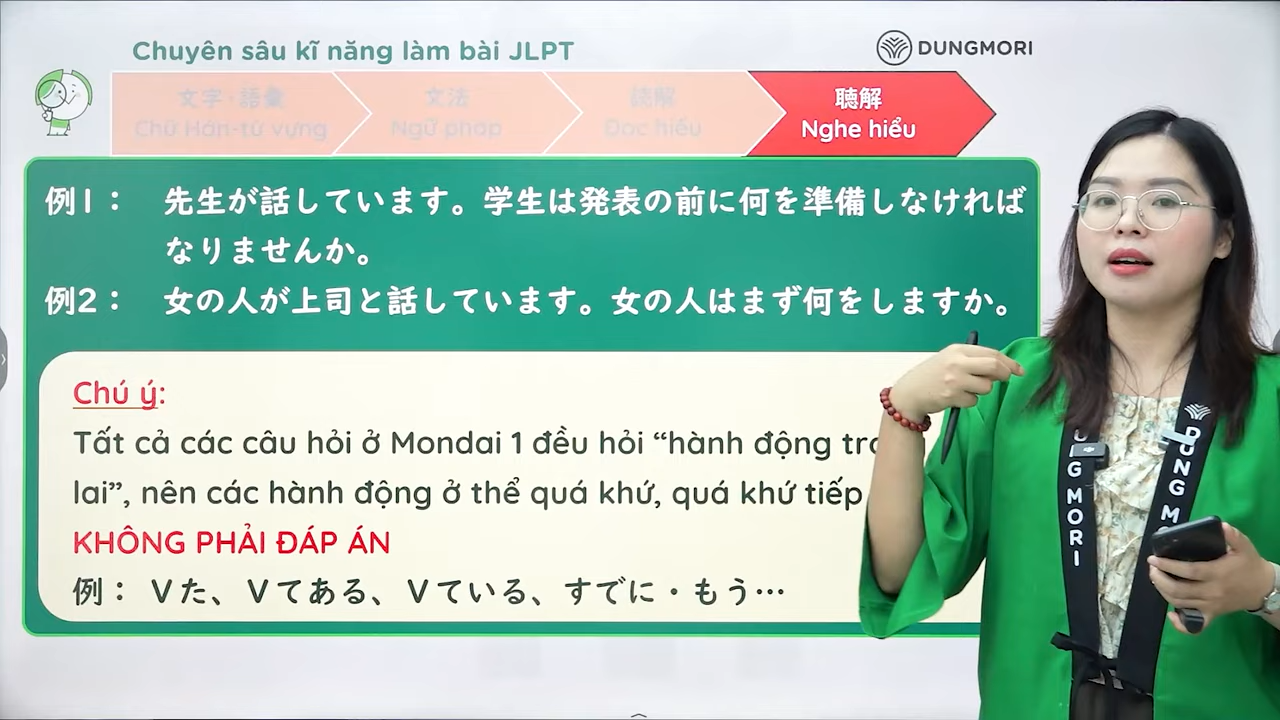 Chuyên sâu kĩ năng làm bài JLPT
DUNGMORI
文字・語彙
Chữ Hán-từ vựng
文法
Ngữ pháp
読解
Đọc hiểu
聴解
Nghe hiểu
例1： 先生が話しています。学生は発表の前に何を準備しなければ
なりませんか。
例2： 女の人が上司と話しています。女の人はまず何をしますか。
Chú ý:
Tất cả các câu hỏi ở Mondai 1 đều hỏi “hành động
lai”, nên các hành động ở thể quá khứ, quá khứ tiếp
KHÔNG PHẢI ĐÁP ÁN
例： Vた、Vてある、Vている、すでに・もう…
DUNG MORI